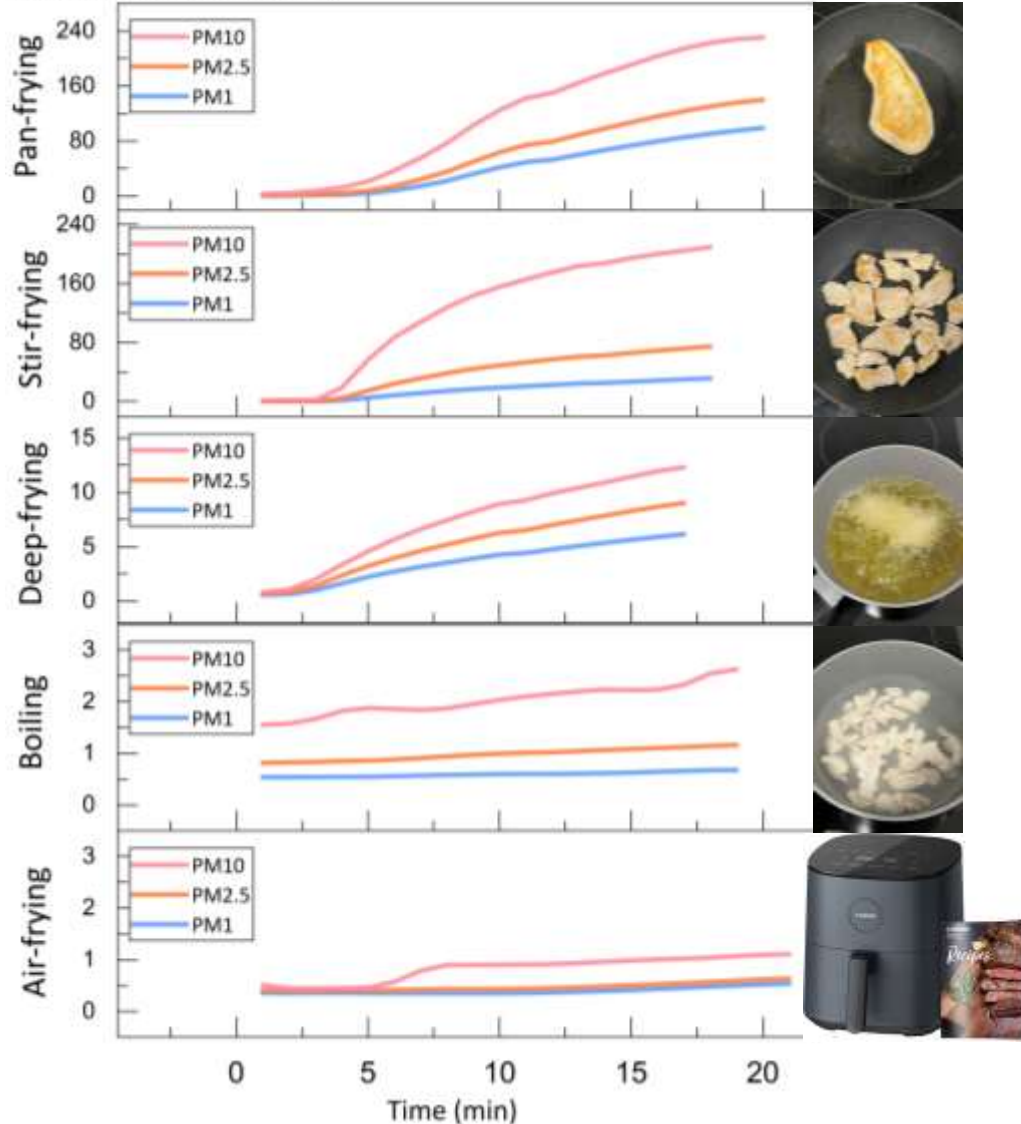 Pan-frying
240
160
80
0
PM10
PM2.5
PM1
Stir-frying
240
160
80
0
PM10
PM2.5
PM1
Deep-frying
15
10
5
0
PM10
PM2.5
PM1
Boiling
3
2
1
0
PM10
PM2.5
PM1
Air-frying
3
2
1
0
PM10
PM2.5
PM1
Recipes
0 5 10 15 20
Time (min)